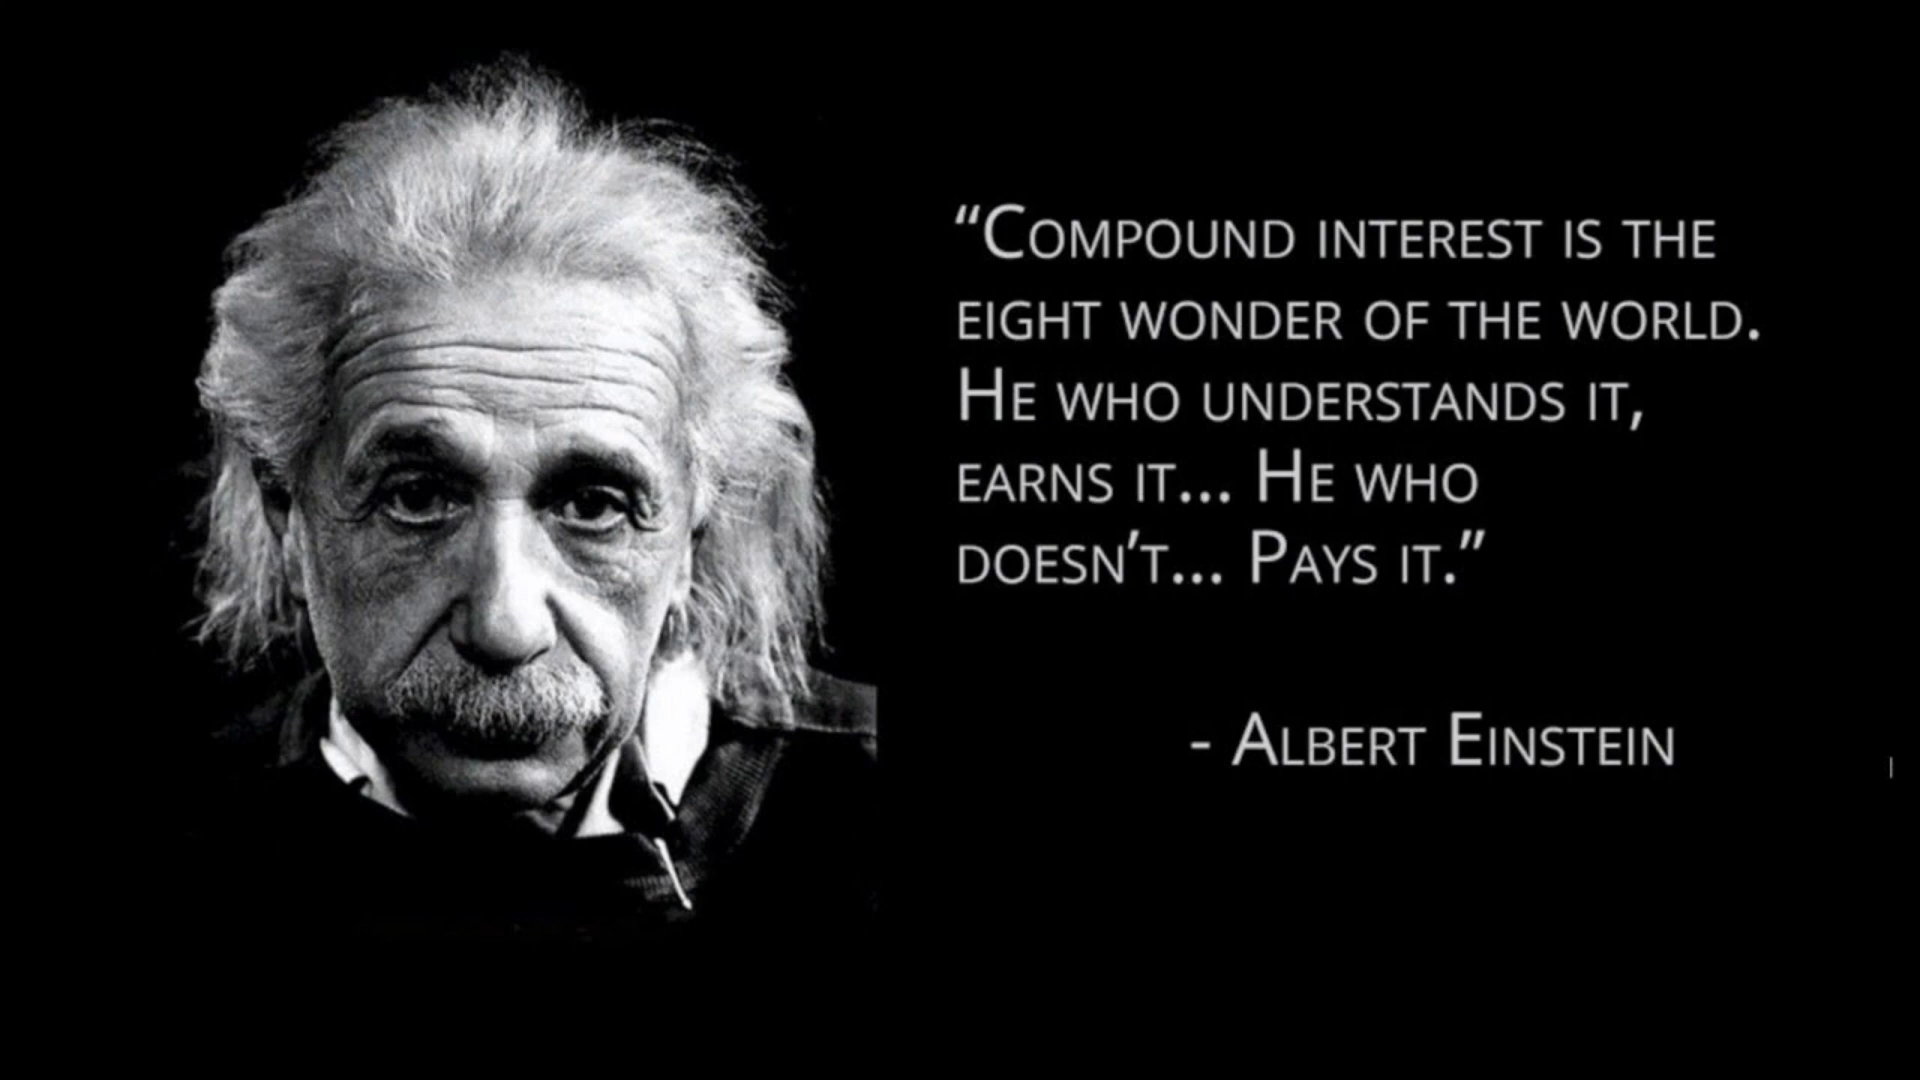 “Compound interest is the
eight wonder of the world.
He who understands it,
earns it... He who
doesn’t... Pays it.”
- Albert Einstein